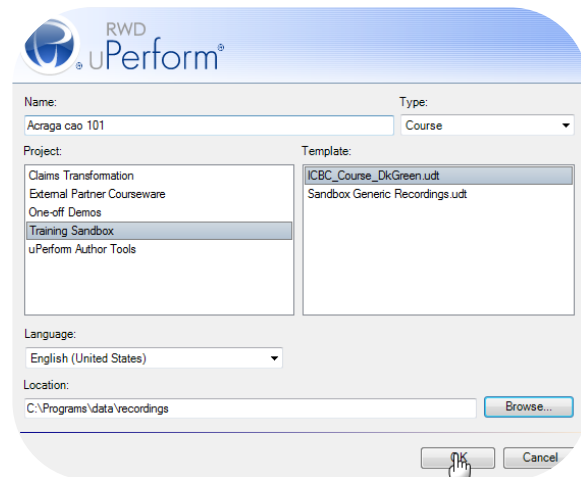 RWD
uPerform®
Name:
Type:
Acraga cao 101
Course
Project:
Template:
Claims Transformation
External Partner Courseware
One-off Demos
Training Sandbox
uPerform Author Tools
ICBC_Course_DkGreen.udt
Sandbox Generic Recordings.udt
Language:
English (United States)
Location:
C:\Programs\data\recordings
Browse...
OK
Cancel